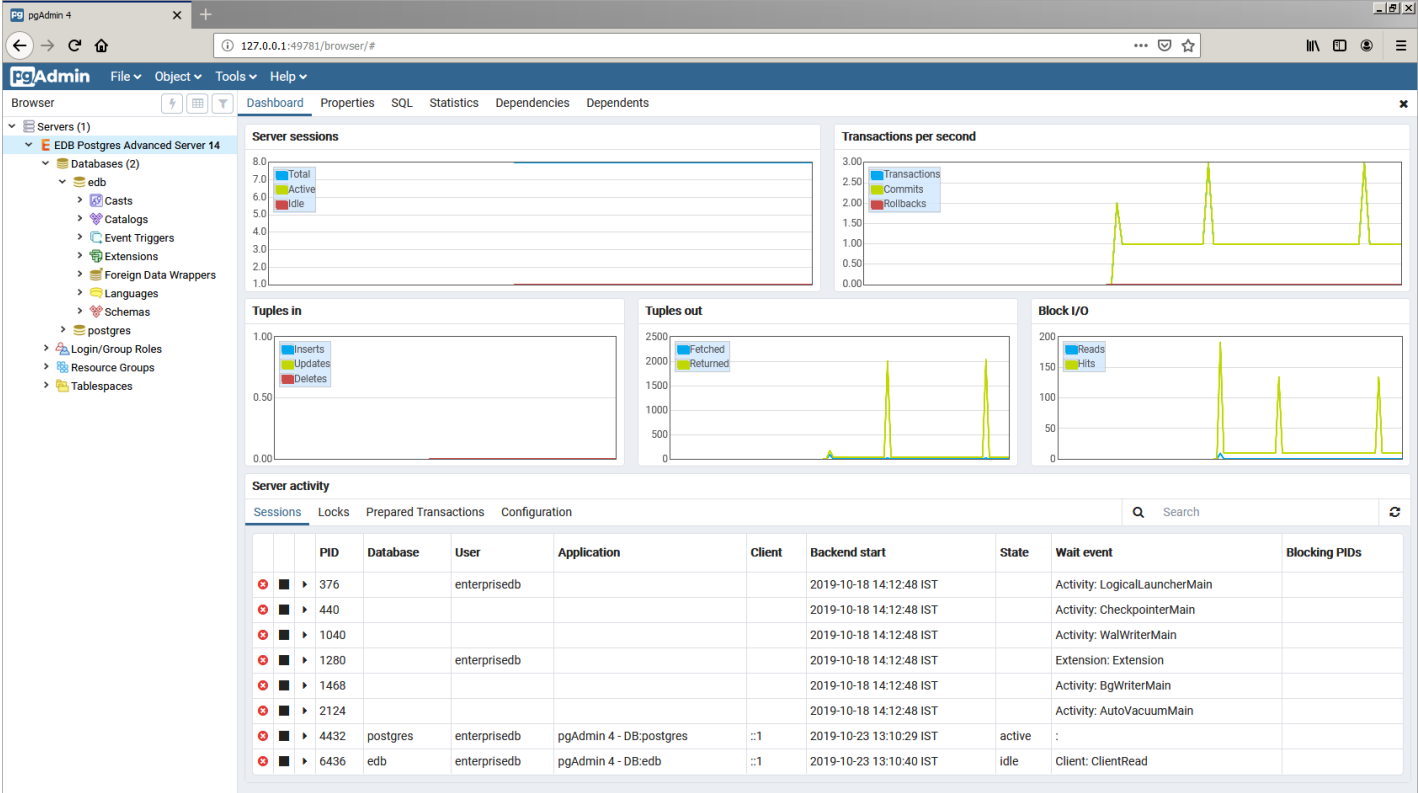 pgAdmin 4
127.0.0.1:49781/browser/#
pgAdmin File Object Tools Help
Browser
Servers (1)
EDB Postgres Advanced Server 14
Databases (2)
edb
Casts
Catalogs
Event Triggers
Extensions
Foreign Data Wrappers
Languages
Schemas
postgres
Login/Group Roles
Resource Groups
Tablespaces
Dashboard Properties SQL Statistics Dependencies Dependents
Server sessions
8.0
7.0
6.0
5.0
4.0
3.0
2.0
1.0
Total
Active
Idle
Transactions per second
3.00
2.50
2.00
1.50
1.00
0.50
0.00
Transactions
Commits
Rollbacks
Tuples in
1.00
0.50
0.00
Inserts
Updates
Deletes
Tuples out
2500
2000
1500
1000
500
0
Fetched
Returned
Block I/O
200
150
100
50
0
Reads
Hits
Server activity
Sessions Locks Prepared Transactions Configuration Search
PID Database User Application Client Backend start State Wait event Blocking PIDs
376 enterprisedb 2019-10-18 14:12:48 IST Activity: LogicalLauncherMain
440 2019-10-18 14:12:48 IST Activity: CheckpointerMain
1040 2019-10-18 14:12:48 IST Activity: WalWriterMain
1280 enterprisedb 2019-10-18 14:12:48 IST Extension: Extension
1468 2019-10-18 14:12:48 IST Activity: BgWriterMain
2124 2019-10-18 14:12:48 IST Activity: AutoVacuumMain
4432 postgres enterprisedb pgAdmin 4 - DB:postgres ::1 2019-10-23 13:10:29 IST active :
6436 edb enterprisedb pgAdmin 4 - DB:edb ::1 2019-10-23 13:10:40 IST idle Client: ClientRead